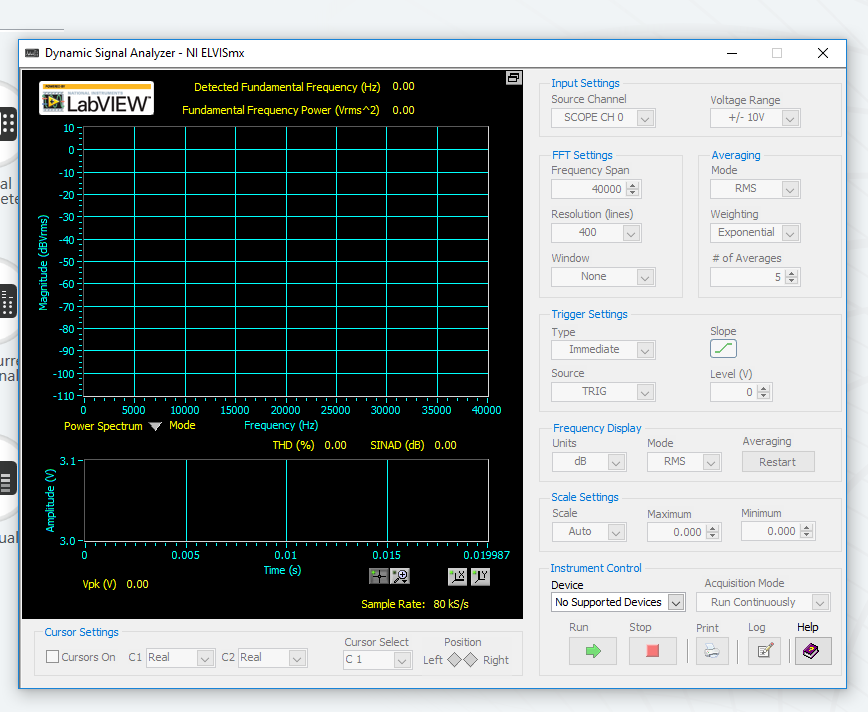 Dynamic Signal Analyzer - NI ELVISmx
POWERED BY
NATIONAL INSTRUMENTS
LabVIEW™
Detected Fundamental Frequency (Hz) 0.00
Fundamental Frequency Power (Vrms^2) 0.00
Magnitude (dBVrms)
10
0
-10
-20
-30
-40
-50
-60
-70
-80
-90
-100
-110
0 5000 10000 15000 20000 25000 30000 35000 40000
Power Spectrum Mode Frequency (Hz)
THD (%) 0.00 SINAD (dB) 0.00
Amplitude (V)
3.1
3.0
0 0.005 0.01 0.015 0.019987
Time (s)
X Y
Vpk (V) 0.00
Sample Rate: 80 kS/s
Cursor Settings
Cursors On C1 Real C2 Real
Cursor Select
C 1
Position
Left Right
Input Settings
Source Channel Voltage Range
SCOPE CH 0 +/- 10V
FFT Settings
Frequency Span
40000
Resolution (lines)
400
Window
None
Averaging
Mode
RMS
Weighting
Exponential
# of Averages
5
Trigger Settings
Type Slope
Immediate
Source Level (V)
TRIG 0
Frequency Display
Units Mode Averaging
dB RMS Restart
Scale Settings
Scale Maximum Minimum
Auto 0.000 0.000
Instrument Control
Device Acquisition Mode
No Supported Devices Run Continuously
Run Stop Print Log Help